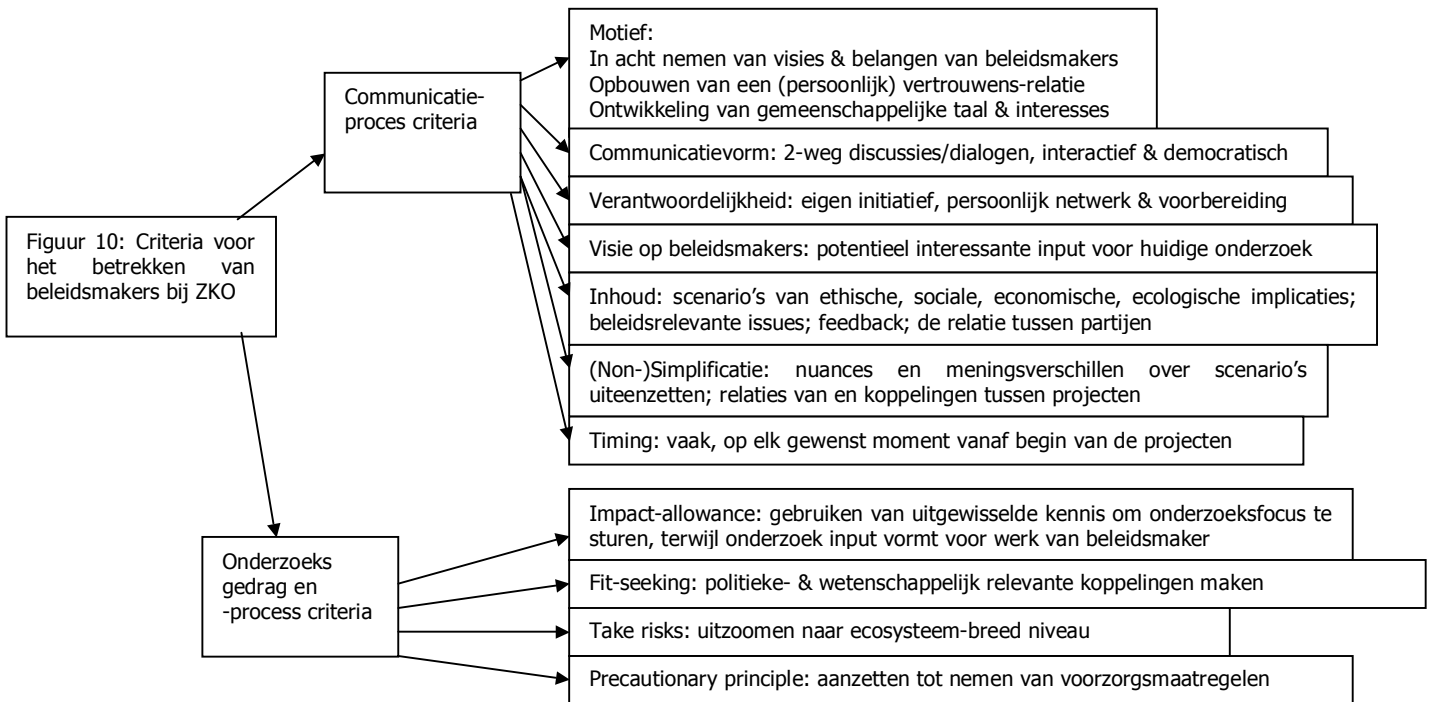 Figuur 10: Criteria voor
het betrekken van
beleidsmakers bij ZKO
Communicatie-
proces criteria
Motief:
In acht nemen van visies & belangen van beleidsmakers
Opbouwen van een (persoonlijk) vertrouwens-relatie
Ontwikkeling van gemeenschappelijke taal & interesses
Communicatievorm: 2-weg discussies/dialogen, interactief & democratisch
Verantwoordelijkheid: eigen initiatief, persoonlijk netwerk & voorbereiding
Visie op beleidsmakers: potentieel interessante input voor huidige onderzoek
Inhoud: scenario's van ethische, sociale, economische, ecologische implicaties;
beleidsrelevante issues; feedback; de relatie tussen partijen
(Non-)Simplificatie: nuances en meningsverschillen over scenario's
uiteenzetten; relaties van en koppelingen tussen projecten
Timing: vaak, op elk gewenst moment vanaf begin van de projecten
Onderzoeks
gedrag en
-process criteria
Impact-allowance: gebruiken van uitgewisselde kennis om onderzoeksfocus te
sturen, terwijl onderzoek input vormt voor werk van beleidsmaker
Fit-seeking: politieke- & wetenschappelijk relevante koppelingen maken
Take risks: uitzoomen naar ecosysteem-breed niveau
Precautionary principle: aanzetten tot nemen van voorzorgsmaatregelen